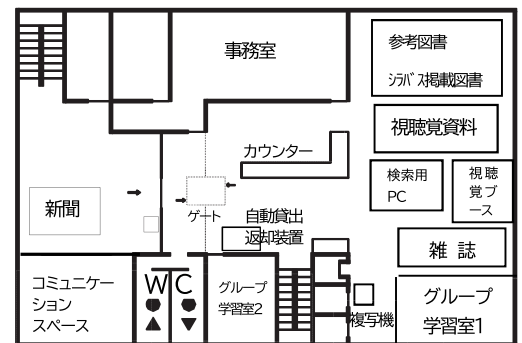 事務室
参考図書
シラバス掲載図書
視聴覚資料
カウンター
検索用
PC
視聴
覚ブ
ース
新聞
ゲート
自動貸出
返却装置
雑 誌
コミュニケー
ション
スペース
W C
グループ
学習室2
複写機
グループ
学習室1